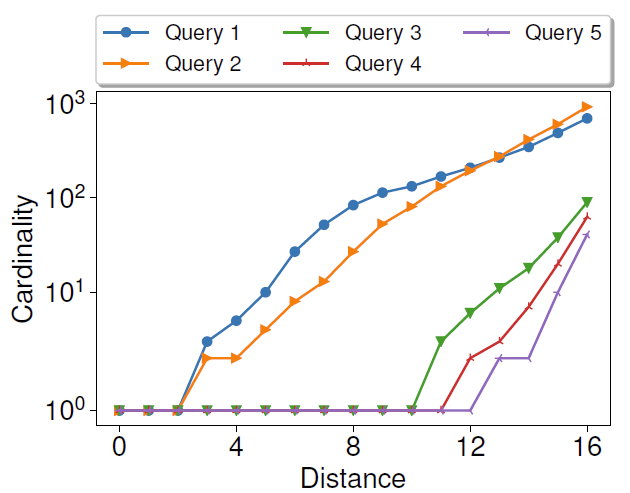 Query 1 Query 3 Query 5
Query 2 Query 4
10³
10²
10¹
10⁰
Cardinality
0 4 8 12 16
Distance